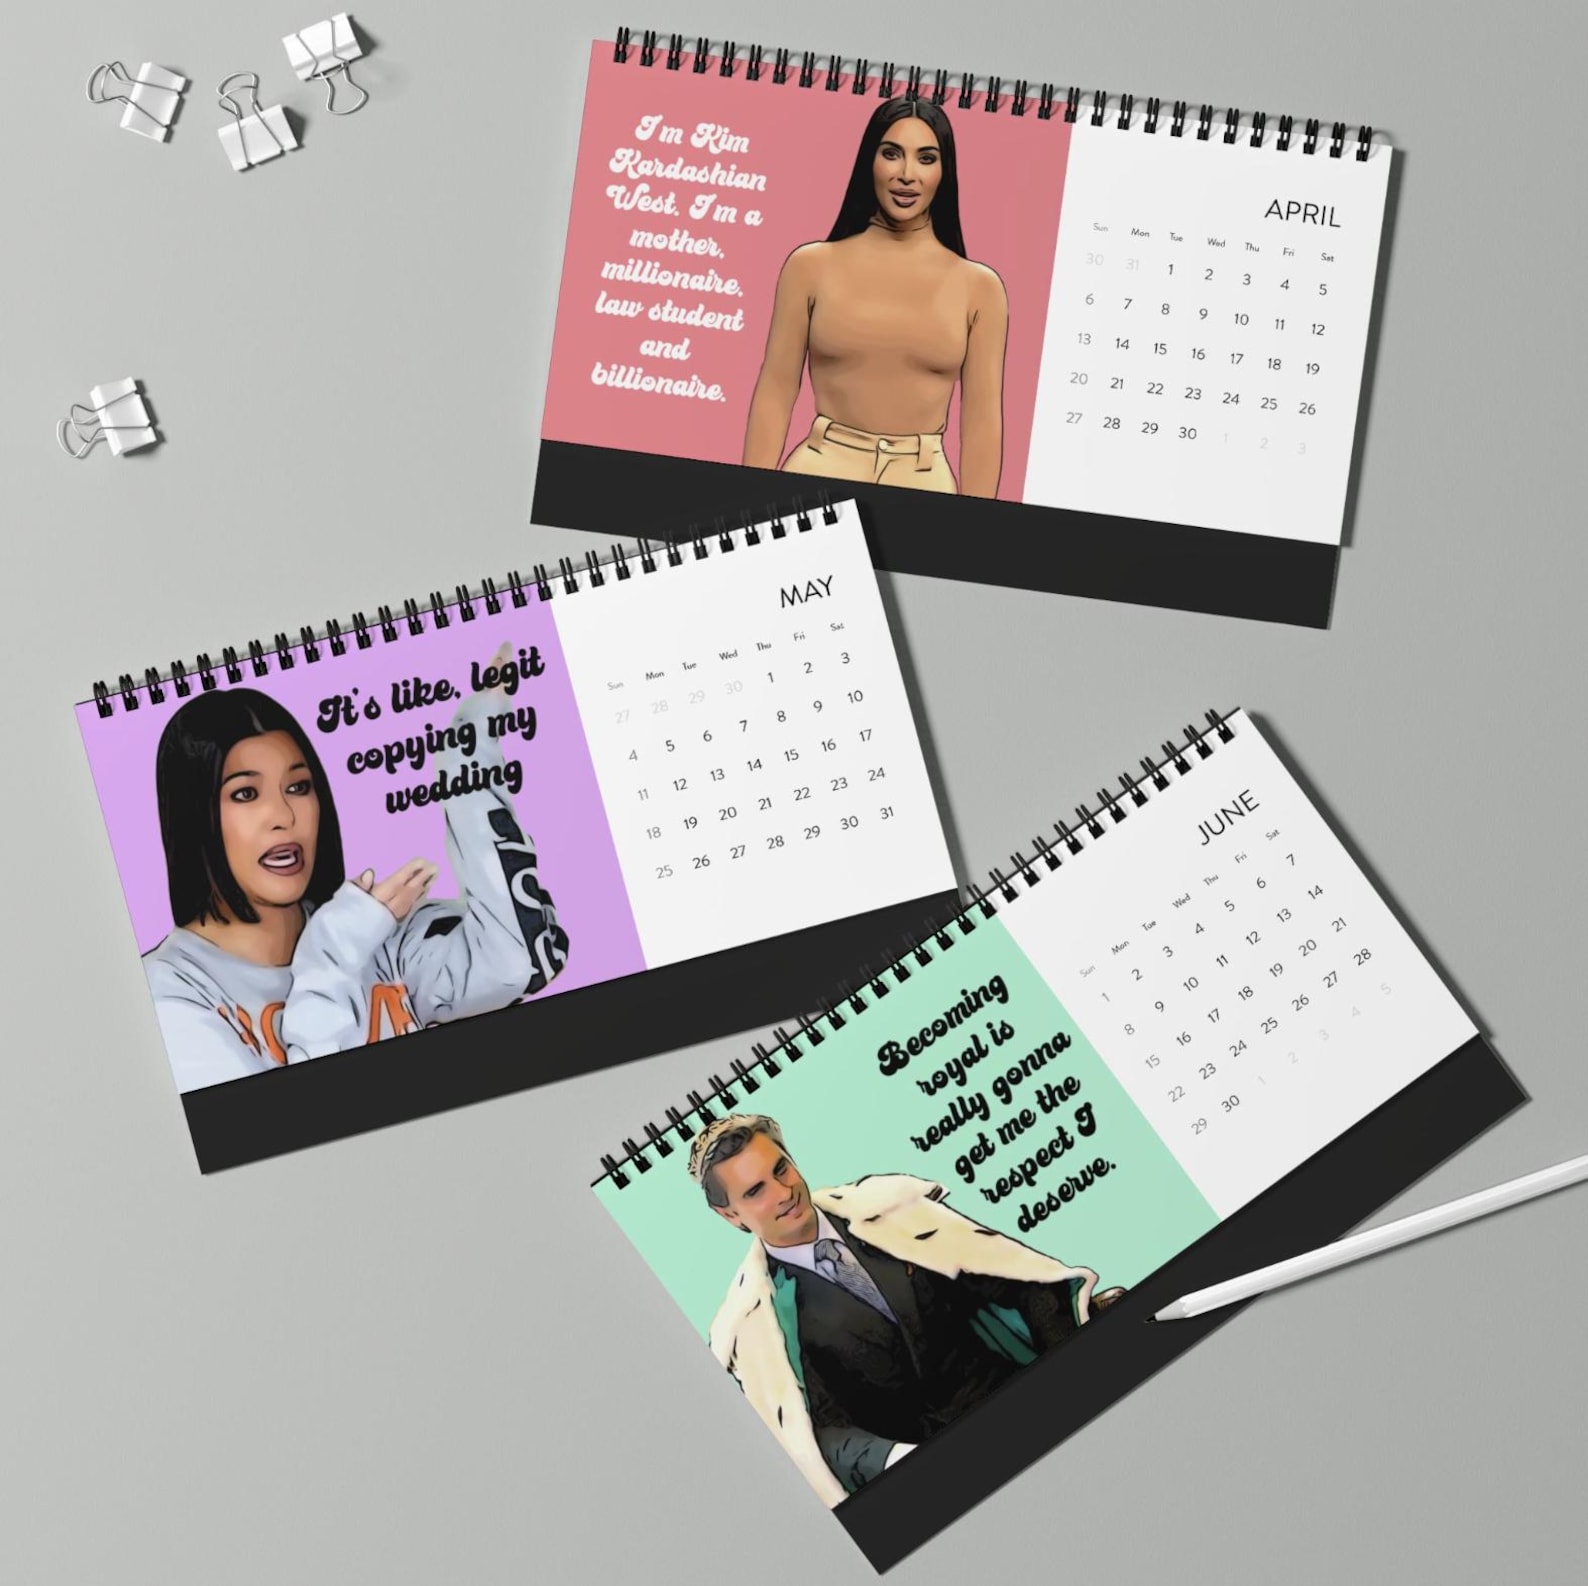 I'm Kim
Kardashian
West. I'm a
mother,
millionaire,
law student
and
billionaire.
APRIL
Sun Mon Tue Wed Thu Fri Sat
30 31 1 2 3 4 5
6 7 8 9 10 11 12
13 14 15 16 17 18 19
20 21 22 23 24 25 26
27 28 29 30 1 2 3
It's like, legit
copying my
wedding
MAY
Sun Mon Tue Wed Thu Fri Sat
27 28 29 30 1 2 3
4 5 6 7 8 9 10
11 12 13 14 15 16 17
18 19 20 21 22 23 24
25 26 27 28 29 30 31
Becoming
royal is
really gonna
get me the
respect I
deserve.
JUNE
Sun Mon Tue Wed Thu Fri Sat
1 2 3 4 5 6 7
8 9 10 11 12 13 14
15 16 17 18 19 20 21
22 23 24 25 26 27 28
29 30 1 2 3 4 5